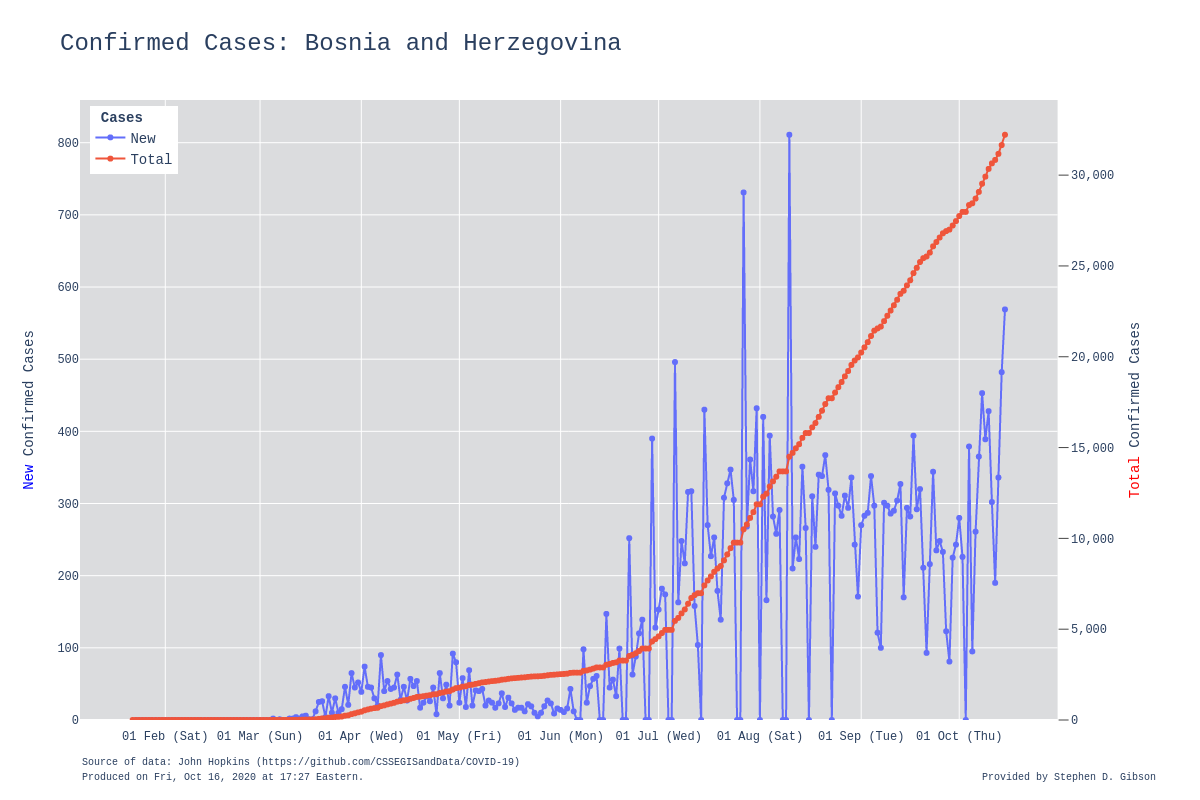 Confirmed Cases: Bosnia and Herzegovina
Cases
New
Total
800
700
600
500
400
300
200
100
0
30,000
25,000
20,000
15,000
10,000
5,000
0
New Confirmed Cases
Total Confirmed Cases
01 Feb (Sat) 01 Mar (Sun) 01 Apr (Wed) 01 May (Fri) 01 Jun (Mon) 01 Jul (Wed) 01 Aug (Sat) 01 Sep (Tue) 01 Oct (Thu)
Source of data: John Hopkins (https://github.com/CSSEGISandData/COVID-19)
Produced on Fri, Oct 16, 2020 at 17:27 Eastern.
Provided by Stephen D. Gibson